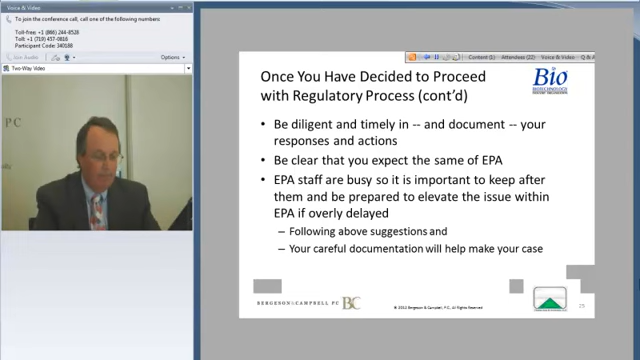 Voice & Video
To join the conference call, call one of the following numbers:
Toll-free: +1 (866) 244-8528
Toll: +1 (719) 457-0816
Participant Code: 340188
Join Audio
Options
Two-Way Video
P C
Content (1)
Attendees (22)
Voice & Video
Q & A
Once You Have Decided to Proceed
with Regulatory Process (cont'd)
Bio
BIOTECHNOLOGY
• Be diligent and timely in -- and document -- your
responses and actions
• Be clear that you expect the same of EPA
• EPA staff are busy so it is important to keep after
them and be prepared to elevate the issue within
EPA if overly delayed
– Following above suggestions and
– Your careful documentation will help make your case
BERGESON&CAMPBELL PC
BC
Bergeson & Campbell, P.C. All Rights Reserved
25